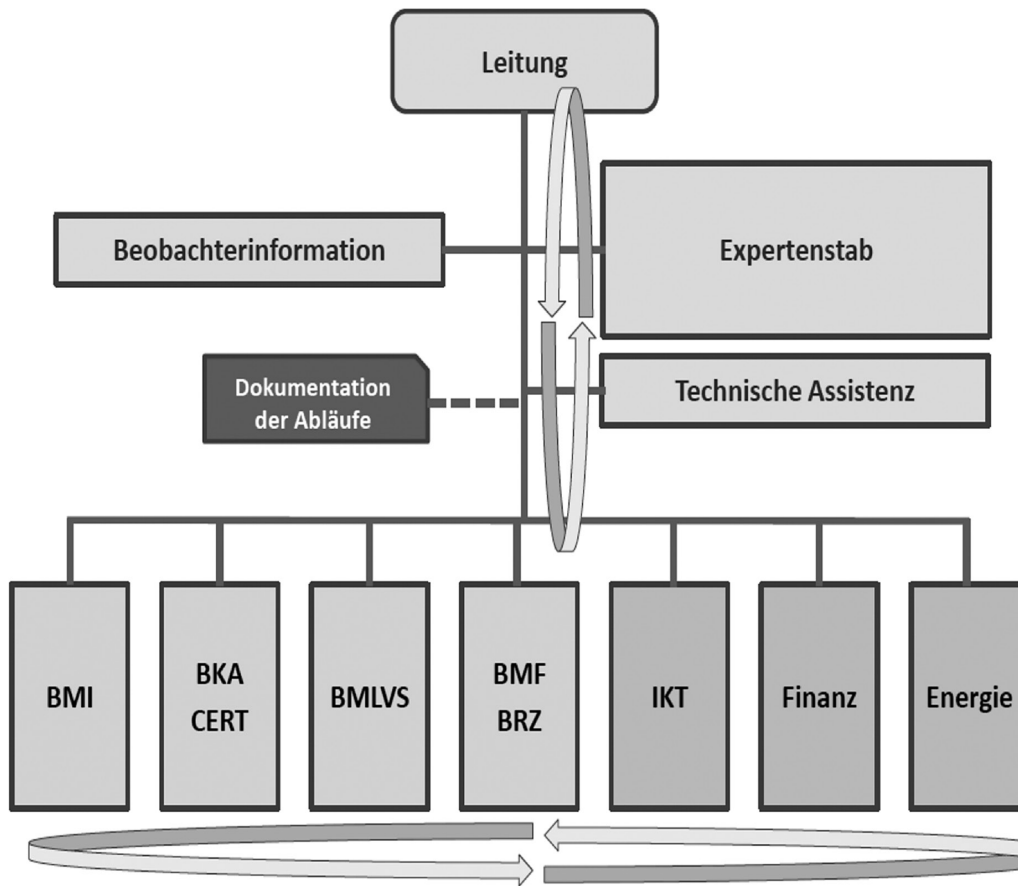 Leitung
Beobachterinformation
Expertenstab
Dokumentation
der Abläufe
Technische Assistenz
BMI
BKA
CERT
BMLVS
BMF
BRZ
IKT
Finanz
Energie